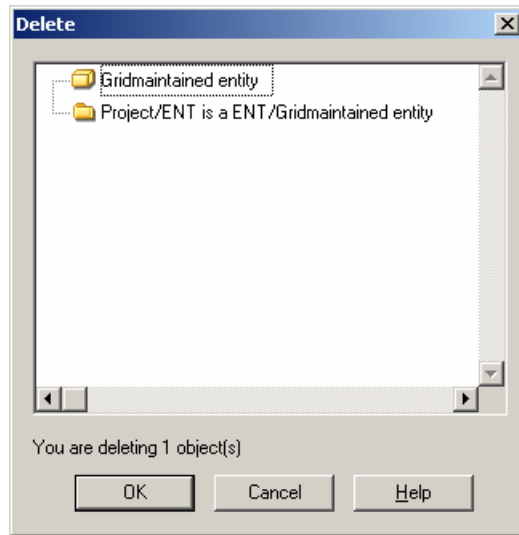 Delete
Gridmaintained entity
Project/ENT is a ENT/Gridmaintained entity
You are deleting 1 object(s)
OK Cancel Help